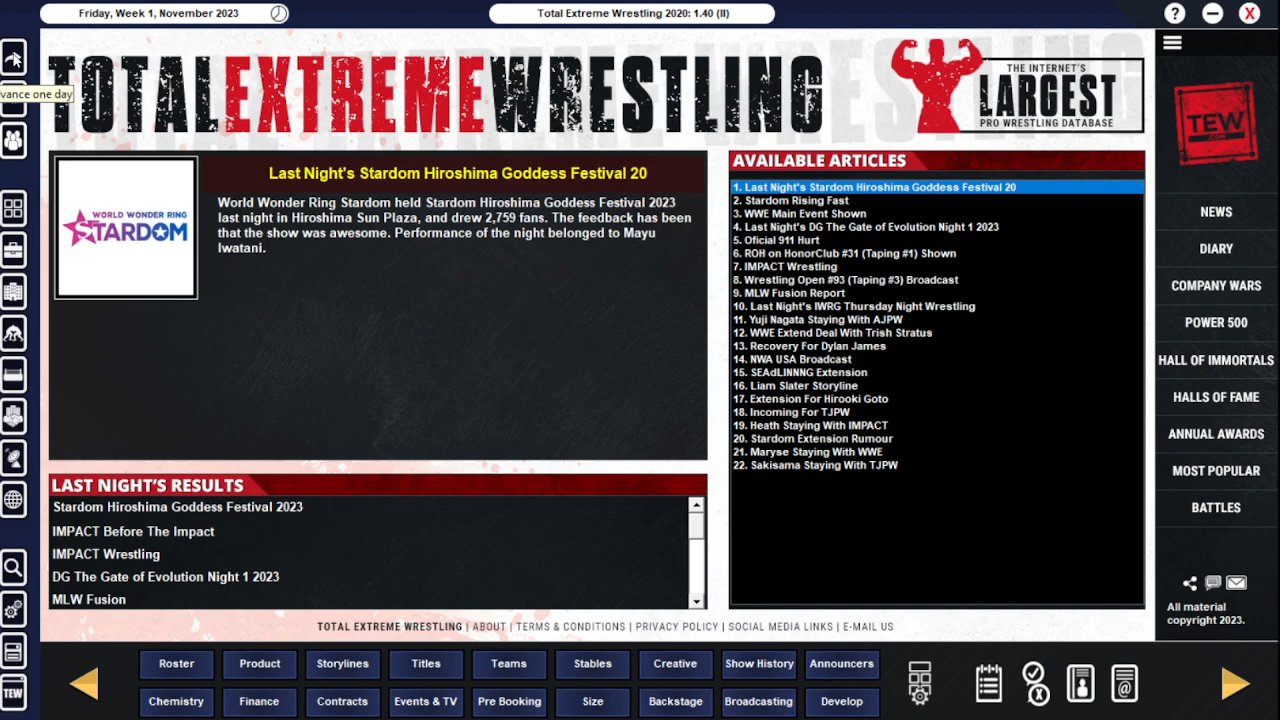 Friday, Week 1, November 2023
Total Extreme Wrestling 2020: 1.40 (II)
?
X
vance one day
TOTALEXTREMEWRESTLING
THE INTERNET'S
LARGEST
PRO WRESTLING DATABASE
TEW
.COM
WORLD WONDER RING
STARDOM
Last Night's Stardom Hiroshima Goddess Festival 20
World Wonder Ring Stardom held Stardom Hiroshima Goddess Festival 2023
last night in Hiroshima Sun Plaza, and drew 2,759 fans. The feedback has been
that the show was awesome. Performance of the night belonged to Mayu
Iwatani.
AVAILABLE ARTICLES
1. Last Night's Stardom Hiroshima Goddess Festival 20
2. Stardom Rising Fast
3. WWE Main Event Shown
4. Last Night's DG The Gate of Evolution Night 1 2023
5. Oficial 911 Hurt
6. ROH on HonorClub #31 (Taping #1) Shown
7. IMPACT Wrestling
8. Wrestling Open #93 (Taping #3) Broadcast
9. MLW Fusion Report
10. Last Night's IWRG Thursday Night Wrestling
11. Yuji Nagata Staying With AJPW
12. WWE Extend Deal With Trish Stratus
13. Recovery For Dylan James
14. NWA USA Broadcast
15. SEAdLINNNG Extension
16. Liam Slater Storyline
17. Extension For Hirooki Goto
18. Incoming For TJPW
19. Heath Staying With IMPACT
20. Stardom Extension Rumour
21. Maryse Staying With WWE
22. Sakisama Staying With TJPW
NEWS
DIARY
COMPANY WARS
POWER 500
HALL OF IMMORTALS
HALLS OF FAME
ANNUAL AWARDS
MOST POPULAR
BATTLES
All material
copyright 2023.
LAST NIGHT'S RESULTS
Stardom Hiroshima Goddess Festival 2023
IMPACT Before The Impact
IMPACT Wrestling
DG The Gate of Evolution Night 1 2023
MLW Fusion
TOTAL EXTREME WRESTLING | ABOUT | TERMS & CONDITIONS | PRIVACY POLICY | SOCIAL MEDIA LINKS | E-MAIL US
Roster Product Storylines Titles Teams Stables Creative Show History Announcers
Chemistry Finance Contracts Events & TV Pre Booking Size Backstage Broadcasting Develop
TEW